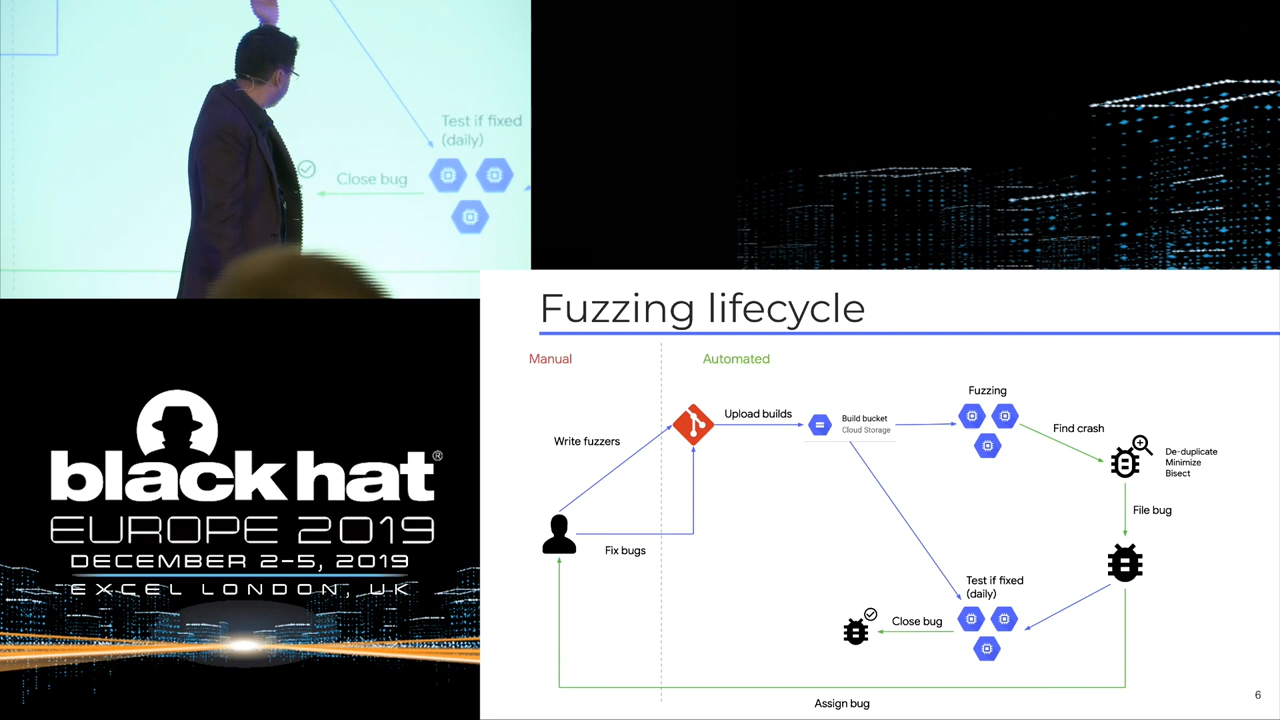 Test if fixed
(daily)
Close bug
black hat®
EUROPE 2019
DECEMBER 2-5, 2019
EXCEL LONDON, UK
Fuzzing lifecycle
Manual
Automated
Write fuzzers
Fix bugs
Upload builds
Build bucket
Cloud Storage
Fuzzing
Find crash
De-duplicate
Minimize
Bisect
File bug
Test if fixed
(daily)
Close bug
Assign bug
6